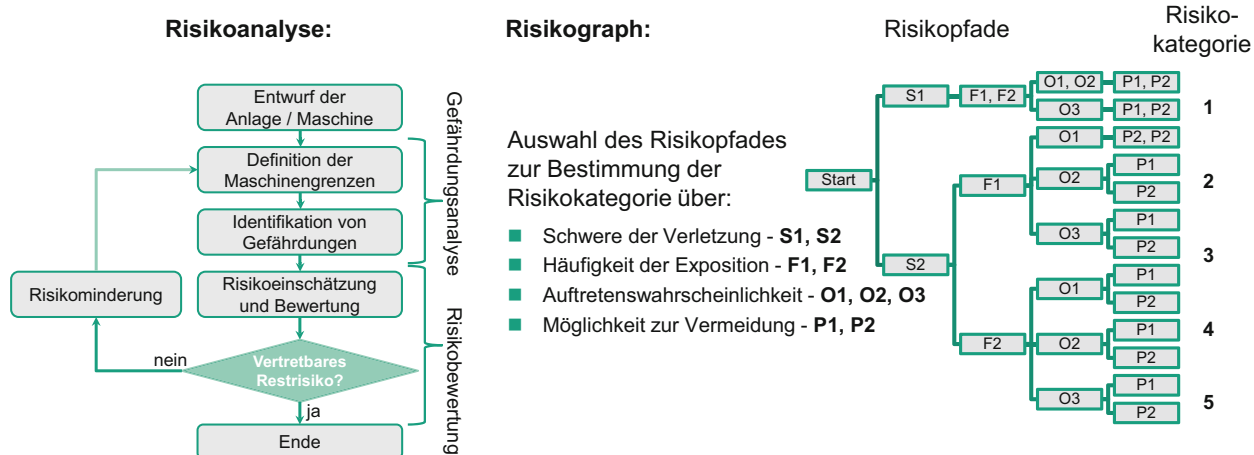 Risikoanalyse:
Entwurf der
Anlage / Maschine
Definition der
Maschinengrenzen
Identifikation von
Gefährdungen
Risikominderung
Risikoeinschätzung
und Bewertung
nein
Vertretbares
Restrisiko?
ja
Ende
Gefährdungsanalyse
Risikobewertung
Risikograph:
Auswahl des Risikopfades
zur Bestimmung der
Risikokategorie über:
Schwere der Verletzung - S1, S2
Häufigkeit der Exposition - F1, F2
Auftretenswahrscheinlichkeit - O1, O2, O3
Möglichkeit zur Vermeidung - P1, P2
Risikopfade
Risiko-
kategorie
Start
S1
F1, F2
O1, O2
P1, P2
O3
P1, P2
1
S2
F1
O1
P2, P2
O2
P1
P2
2
O3
P1
P2
3
F2
O1
P1
P2
O2
P1
P2
4
O3
P1
P2
5